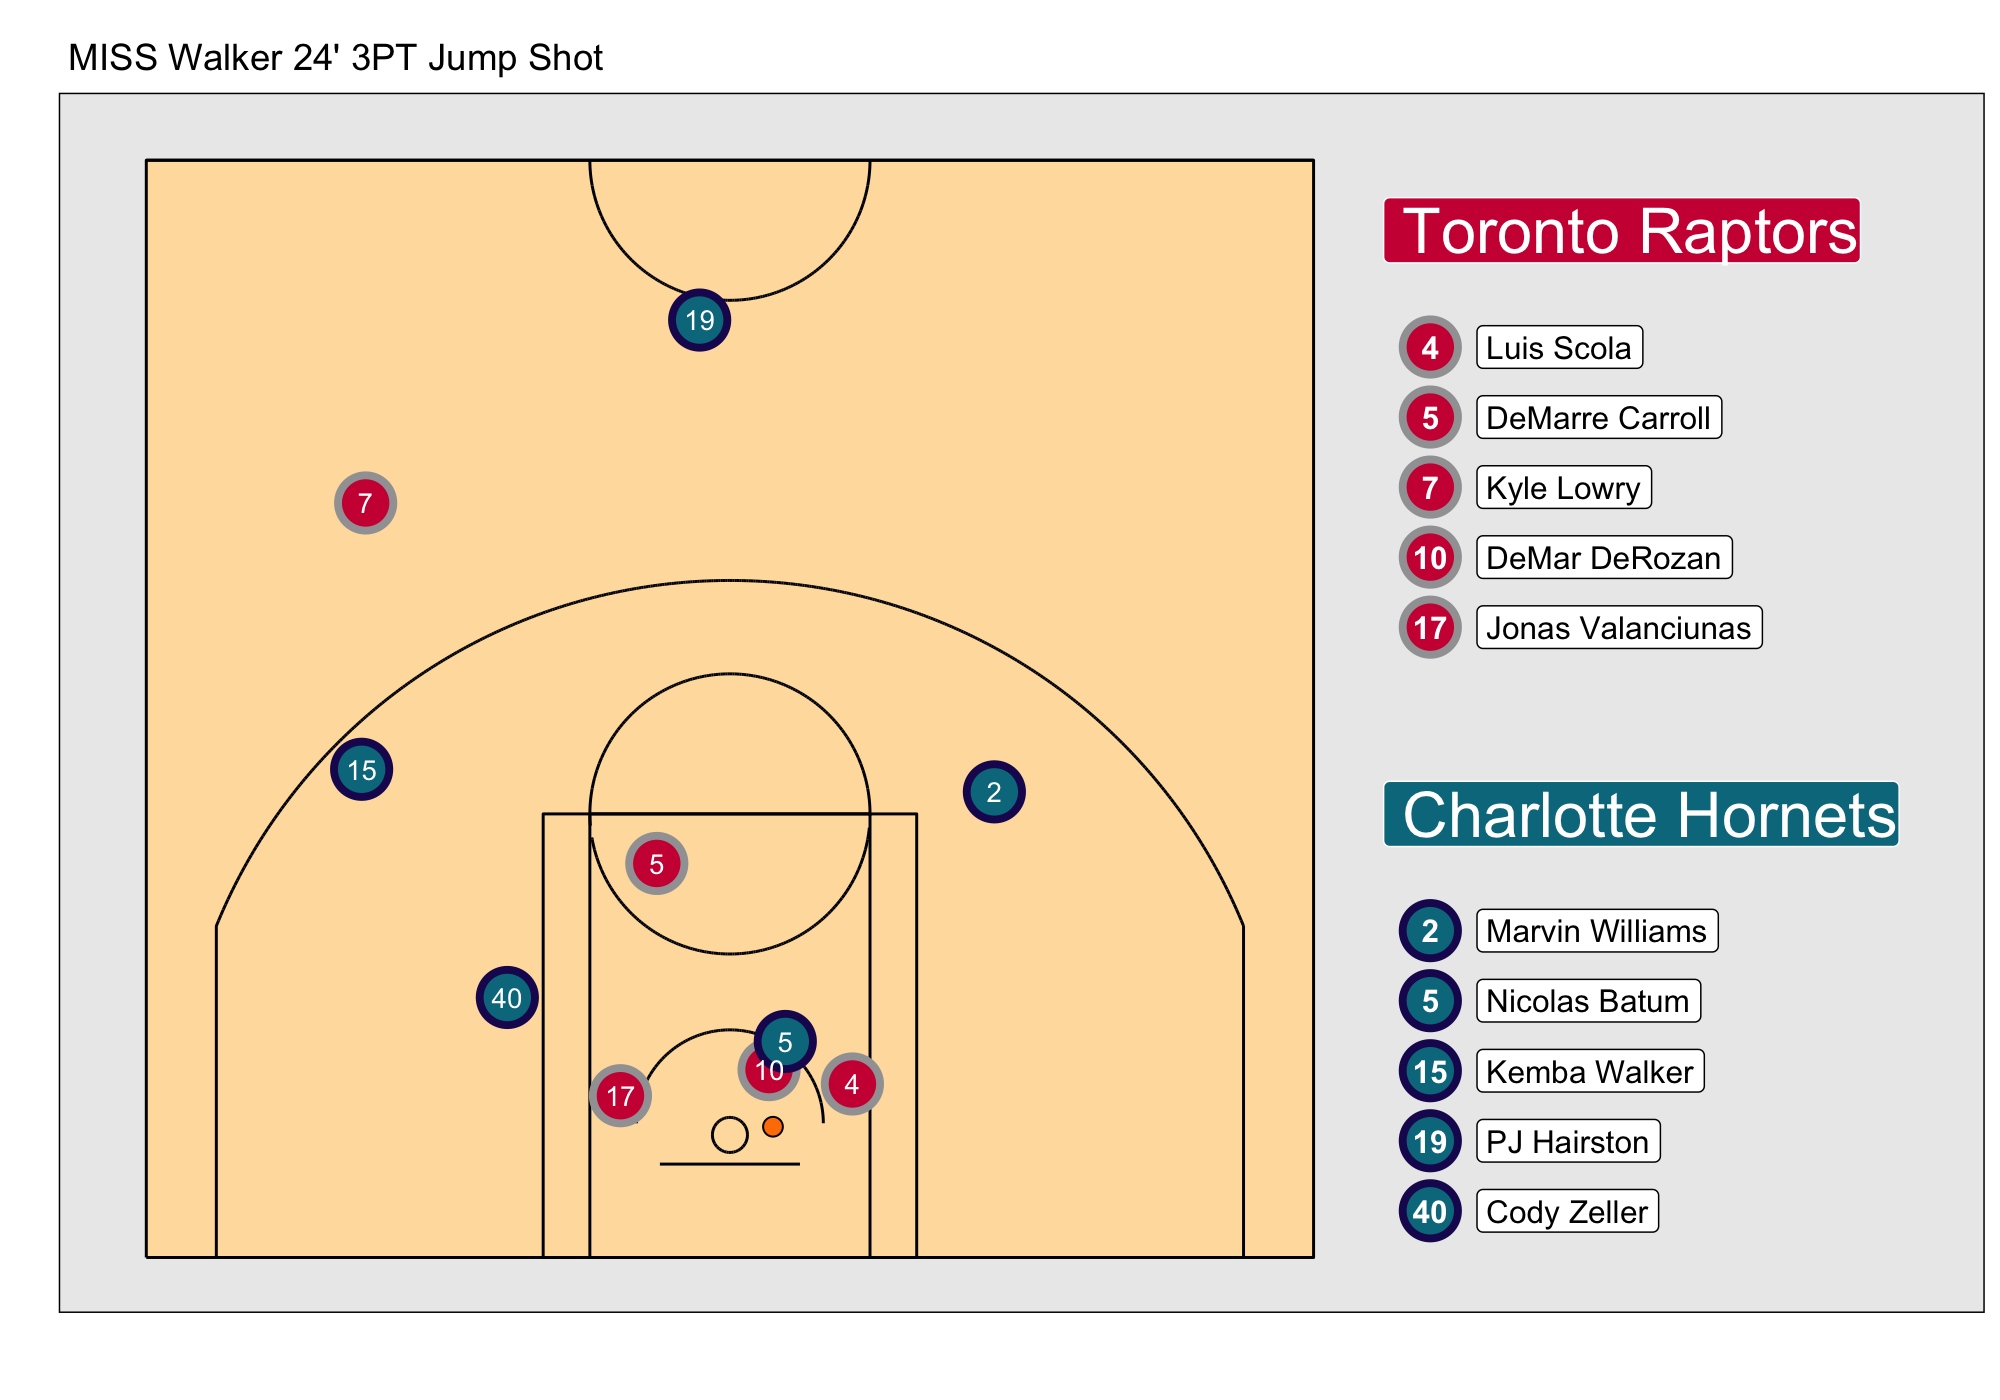 MISS Walker 24' 3PT Jump Shot
Toronto Raptors
4 Luis Scola
5 DeMarre Carroll
7 Kyle Lowry
10 DeMar DeRozan
17 Jonas Valanciunas
Charlotte Hornets
2 Marvin Williams
5 Nicolas Batum
15 Kemba Walker
19 PJ Hairston
40 Cody Zeller
19
7
15
2
5
40
5
10
4
17